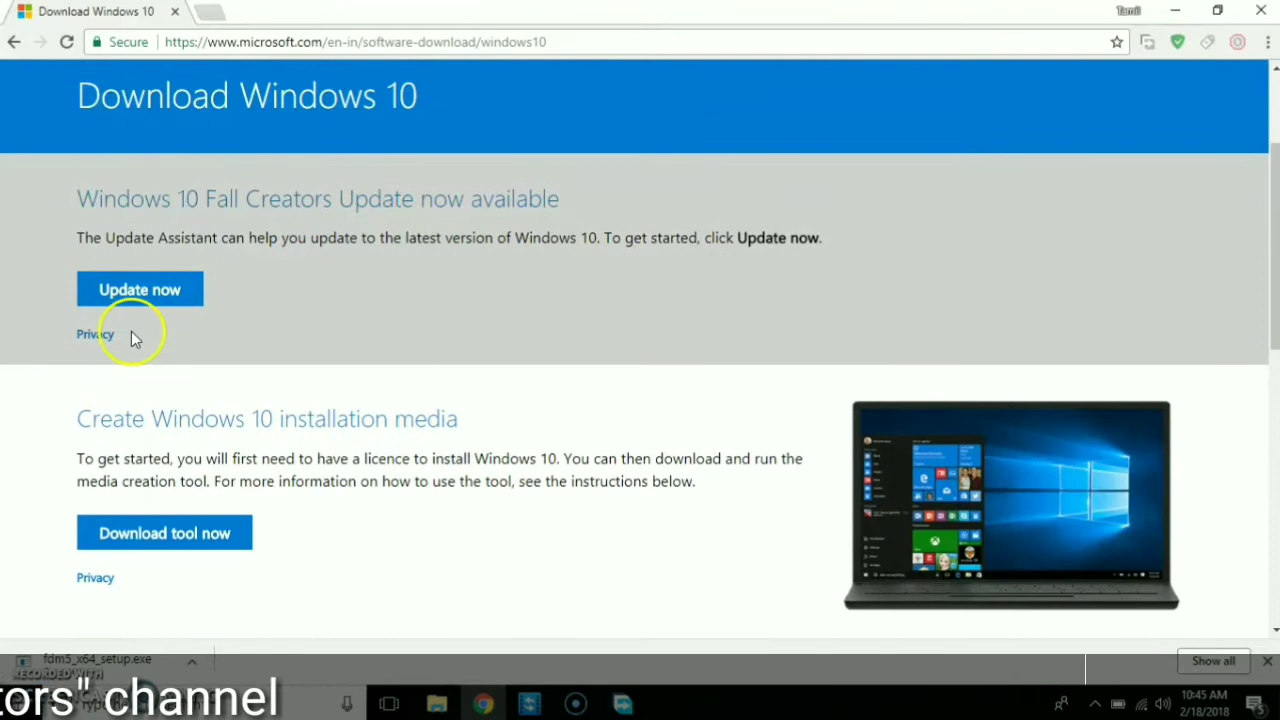 Download Windows 10
Tamil
Secure
https://www.microsoft.com/en-in/software-download/windows10
Download Windows 10
Windows 10 Fall Creators Update now available
The Update Assistant can help you update to the latest version of Windows 10. To get started, click Update now.
Update now
Privacy
Create Windows 10 installation media
To get started, you will first need to have a licence to install Windows 10. You can then download and run the
media creation tool. For more information on how to use the tool, see the instructions below.
Download tool now
Privacy
fdm5_x64_setup.exe
Show all
RECORDED WITH
tors" channel
10:45 AM
2/18/2018
5